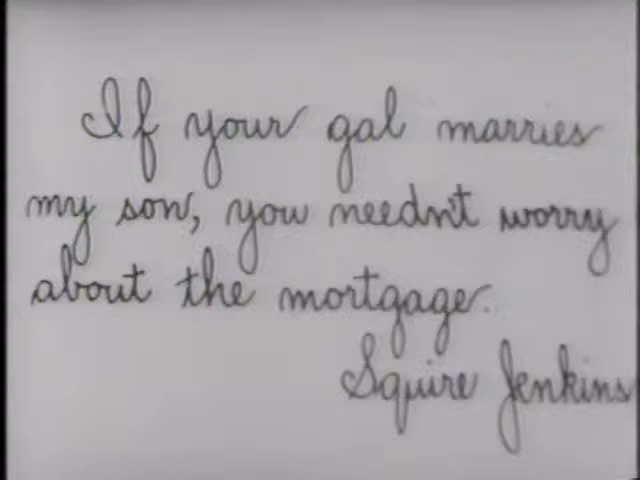 If your gal marries
my son, you needn't worry
about the mortgage.
Squire Jenkins